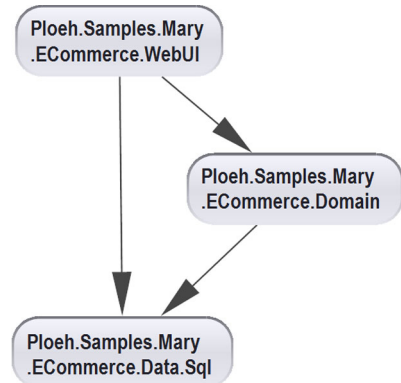 Ploeh.Samples.Mary
.ECommerce.WebUI
Ploeh.Samples.Mary
.ECommerce.Domain
Ploeh.Samples.Mary
.ECommerce.Data.Sql